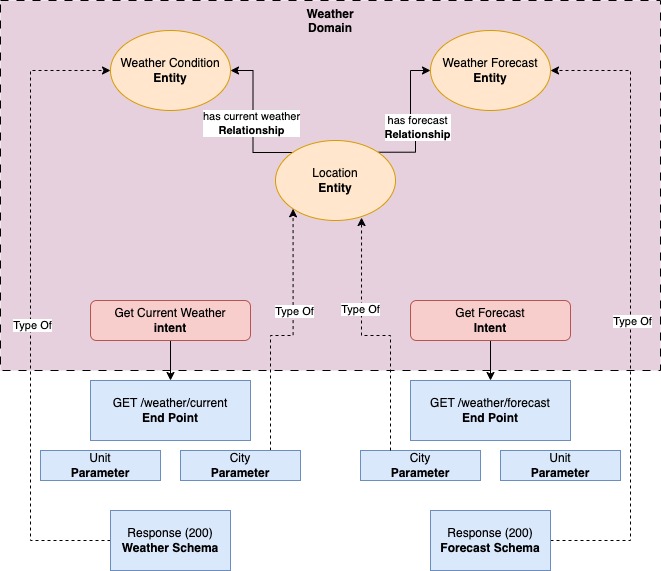 Weather
Domain
Weather Condition
Entity
Weather Forecast
Entity
has current weather
Relationship
has forecast
Relationship
Location
Entity
Type Of
Get Current Weather
intent
Type Of
Type Of
Get Forecast
Intent
Type Of
GET /weather/current
End Point
GET /weather/forecast
End Point
Unit
Parameter
City
Parameter
City
Parameter
Unit
Parameter
Response (200)
Weather Schema
Response (200)
Forecast Schema